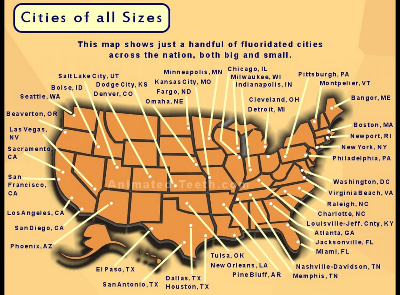 Cities of all Sizes
This map shows just a handful of fluoridated cities
across the nation, both big and small.
Salt Lake City, UT
Boise, ID
Seattle, WA
Beaverton, OR
Las Vegas,
NV
Sacramento,
CA
San
Francisco,
CA
Los Angeles, CA
San Diego, CA
Phoenix, AZ
Dodge City, KS
Denver, CO
Minneapolis, MN
Kansas City, MO
Fargo, ND
Omaha, NE
Chicago, IL
Milwaukee, WI
Indianapolis, IN
Cleveland, OH
Detroit, MI
Pittsburgh, PA
Montpelier, VT
Bangor, ME
Boston, MA
Newport, RI
New York, NY
Philadelphia, PA
Animated-Teeth.com
Washington, DC
Virginia Beach, VA
Raleigh, NC
Charlotte, NC
Louisville-Jeff. Cnty, KY
Atlanta, GA
Jacksonville, FL
Miami, FL
Nashville-Davidson, TN
Memphis, TN
Tulsa, OK
New Orleans, LA
Pine Bluff, AR
El Paso, TX
San Antonio, TX
Dallas, TX
Houston, TX